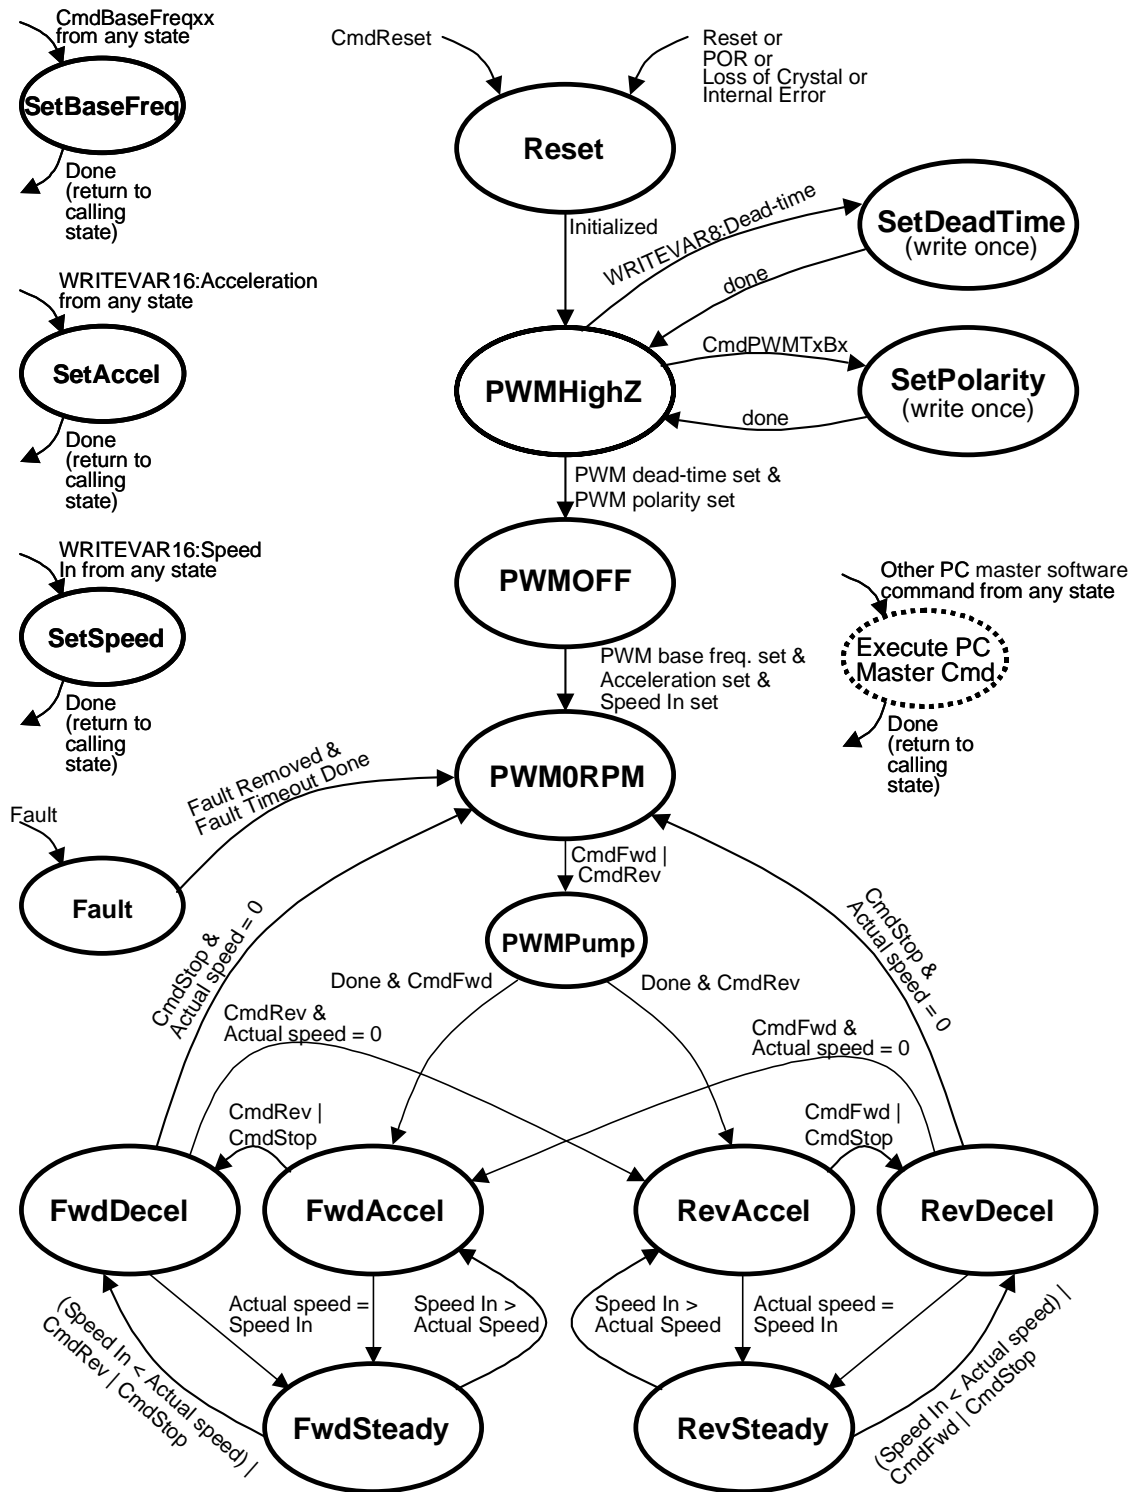 CmdBaseFreqxx
from any state
SetBaseFreq
Done
(return to
calling
state)
CmdReset
Reset or
POR or
Loss of Crystal or
Internal Error
Reset
Initialized
WRITEVAR8:Dead-time
SetDeadTime
(write once)
done
WRITEVAR16:Acceleration
from any state
SetAccel
Done
(return to
calling
state)
PWMHighZ
CmdPWMTxBx
SetPolarity
(write once)
done
PWM dead-time set &
PWM polarity set
WRITEVAR16:Speed
In from any state
SetSpeed
Done
(return to
calling
state)
PWMOFF
Other PC master software
command from any state
Execute PC
Master Cmd
Done
(return to
calling
state)
PWM base freq. set &
Acceleration set &
Speed In set
PWM0RPM
Fault Removed &
Fault Timeout Done
Fault
Fault
CmdFwd |
CmdRev
PWMPump
CmdStop &
Actual speed = 0
CmdStop &
Actual speed = 0
Done & CmdFwd
Done & CmdRev
CmdRev &
Actual speed = 0
CmdFwd &
Actual speed = 0
CmdRev |
CmdStop
CmdFwd |
CmdStop
FwdDecel
FwdAccel
RevAccel
RevDecel
(Speed In < Actual speed) |
CmdRev | CmdStop
Actual speed =
Speed In
Speed In >
Actual Speed
Speed In >
Actual Speed
Actual speed =
Speed In
(Speed In < Actual speed) |
CmdFwd | CmdStop
FwdSteady
RevSteady